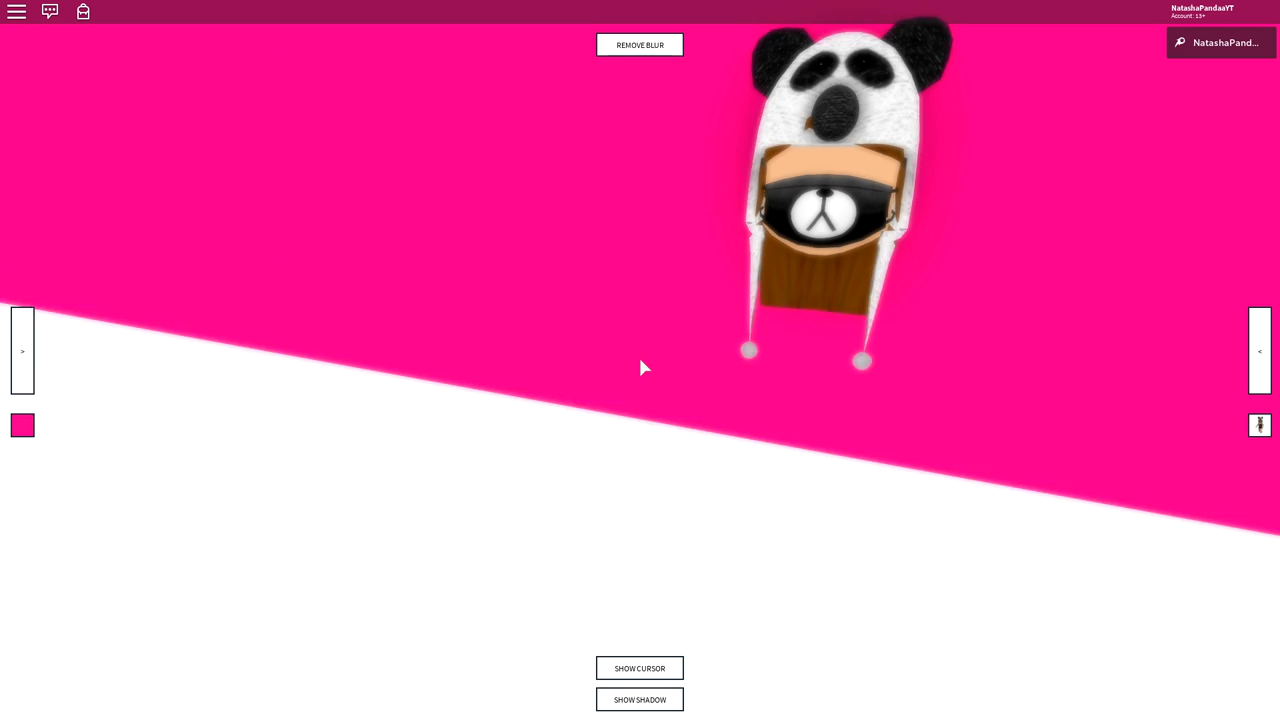 NatashaPandaaYT
Account: 13+
REMOVE BLUR
NatashaPand...
>
<
SHOW CURSOR
SHOW SHADOW